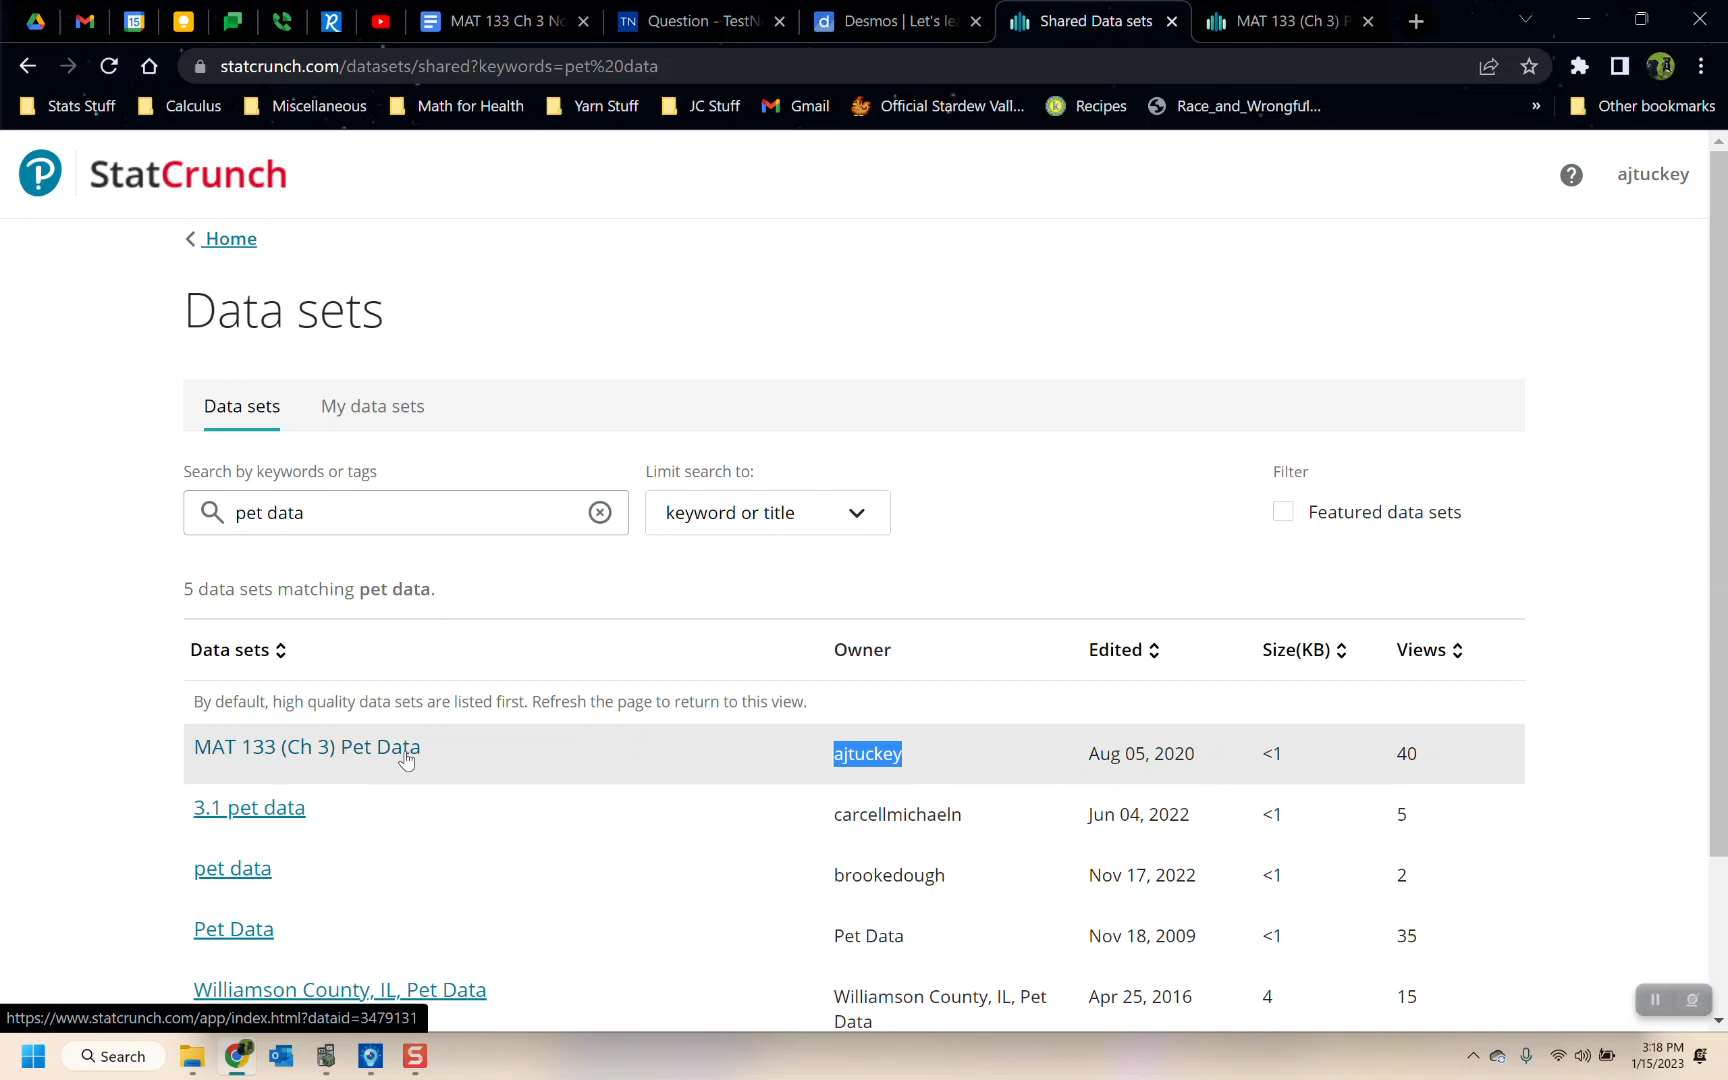 15
MAT 133 Ch 3 No
TN
Question - TestN
d
Desmos | Let's le
Shared Data sets
MAT 133 (Ch 3) P
statcrunch.com/datasets/shared?keywords=pet%20data
Stats Stuff
Calculus
Miscellaneous
Math for Health
Yarn Stuff
JC Stuff
Gmail
Official Stardew Vall...
Recipes
Race_and_Wrongful...
»
Other bookmarks
P
StatCrunch
?
ajtuckey
Home
Data sets
Data sets
My data sets
Search by keywords or tags
Limit search to:
Filter
pet data
keyword or title
Featured data sets
5 data sets matching pet data.
Data sets
Owner
Edited
Size(KB)
Views
By default, high quality data sets are listed first. Refresh the page to return to this view.
MAT 133 (Ch 3) Pet Data
ajtuckey
Aug 05, 2020
<1
40
3.1 pet data
carcellmichaeln
Jun 04, 2022
<1
5
pet data
brookedough
Nov 17, 2022
<1
2
Pet Data
Pet Data
Nov 18, 2009
<1
35
Williamson County, IL, Pet Data
Williamson County, IL, Pet
Data
Apr 25, 2016
4
15
https://www.statcrunch.com/app/index.html?dataid=3479131
Search
3:18 PM
1/15/2023